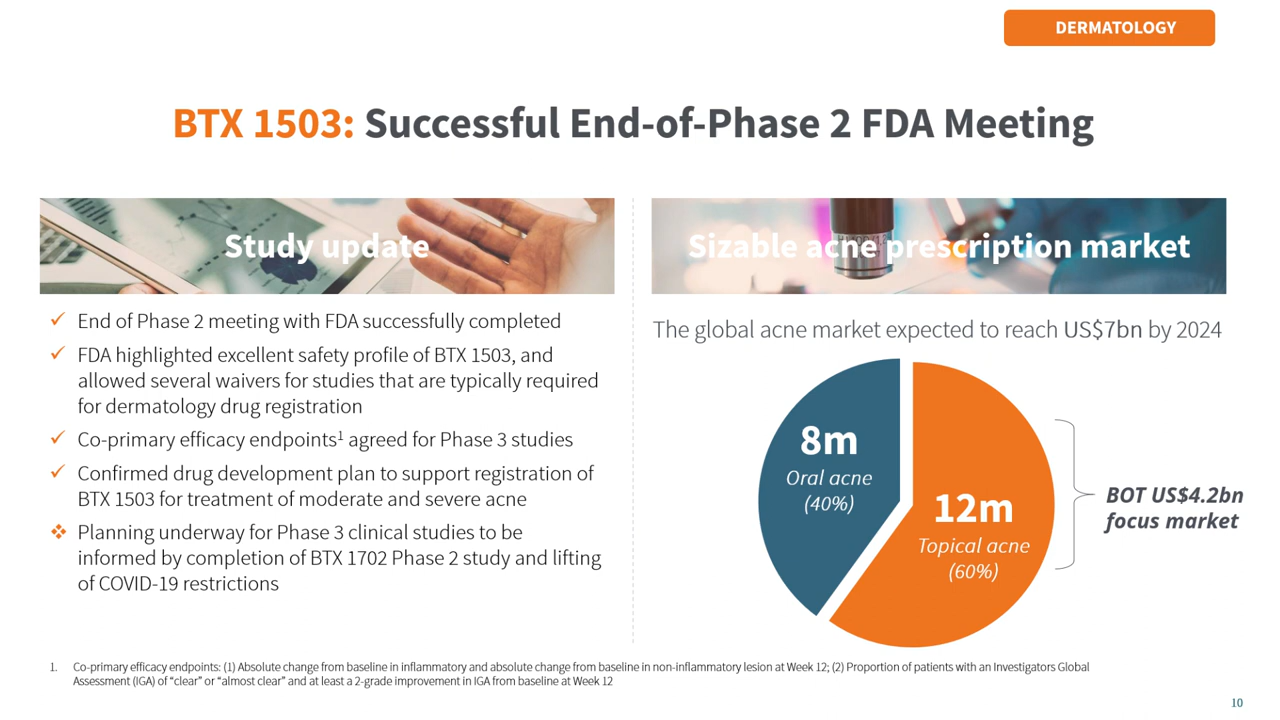 DERMATOLOGY
BTX 1503: Successful End-of-Phase 2 FDA Meeting
Study update
✓ End of Phase 2 meeting with FDA successfully completed
✓ FDA highlighted excellent safety profile of BTX 1503, and
allowed several waivers for studies that are typically required
for dermatology drug registration
✓ Co-primary efficacy endpoints¹ agreed for Phase 3 studies
✓ Confirmed drug development plan to support registration of
BTX 1503 for treatment of moderate and severe acne
❖ Planning underway for Phase 3 clinical studies to be
informed by completion of BTX 1702 Phase 2 study and lifting
of COVID-19 restrictions
Sizable acne prescription market
The global acne market expected to reach US$7bn by 2024
8m
Oral acne
(40%)
12m
Topical acne
(60%)
BOT US$4.2bn
focus market
1. Co-primary efficacy endpoints: (1) Absolute change from baseline in inflammatory and absolute change from baseline in non-inflammatory lesion at Week 12; (2) Proportion of patients with an Investigators Global
Assessment (IGA) of “clear” or “almost clear” and at least a 2-grade improvement in IGA from baseline at Week 12
10